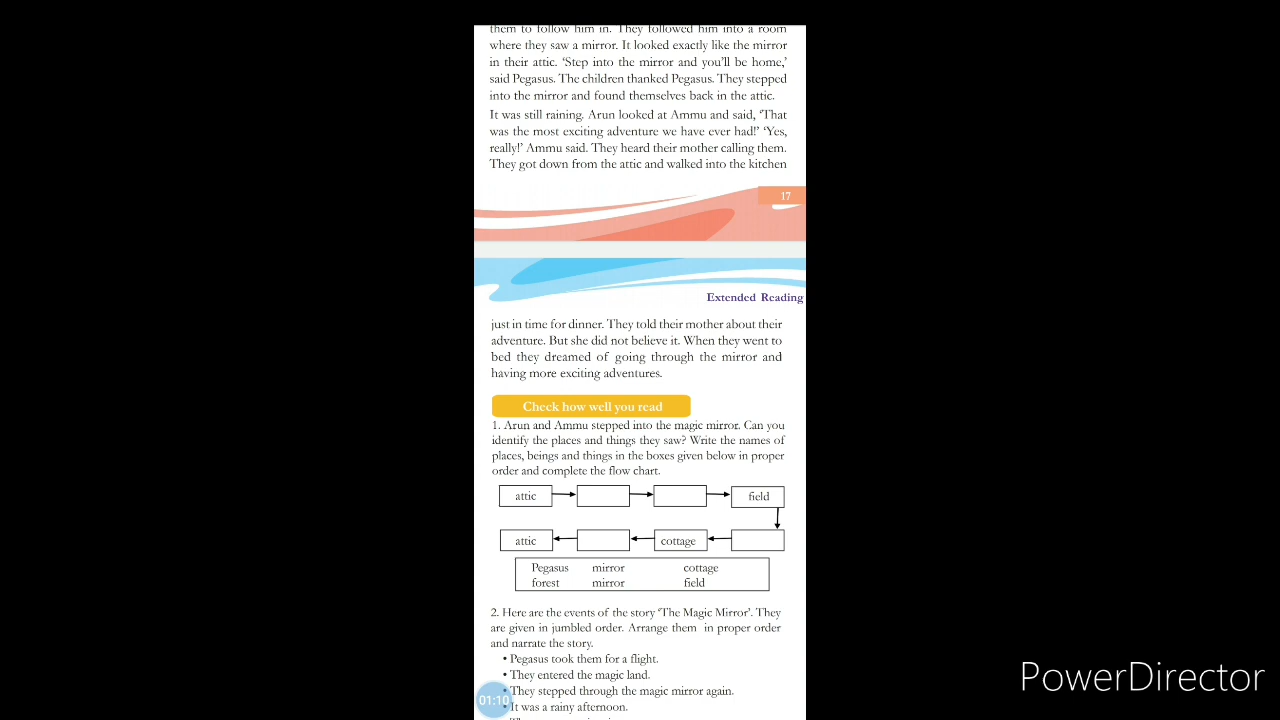 them to follow him in. They followed him into a room
where they saw a mirror. It looked exactly like the mirror
in their attic. ‘Step into the mirror and you’ll be home,’
said Pegasus. The children thanked Pegasus. They stepped
into the mirror and found themselves back in the attic.
It was still raining. Arun looked at Ammu and said, ‘That
was the most exciting adventure we have ever had!’ ‘Yes,
really!’ Ammu said. They heard their mother calling them.
They got down from the attic and walked into the kitchen
17
Extended Reading
just in time for dinner. They told their mother about their
adventure. But she did not believe it. When they went to
bed they dreamed of going through the mirror and
having more exciting adventures.
Check how well you read
1. Arun and Ammu stepped into the magic mirror. Can you
identify the places and things they saw? Write the names of
places, beings and things in the boxes given below in proper
order and complete the flow chart.
attic field
attic cottage
Pegasus mirror cottage
forest mirror field
2. Here are the events of the story ‘The Magic Mirror’. They
are given in jumbled order. Arrange them in proper order
and narrate the story.
• Pegasus took them for a flight.
• They entered the magic land.
• They stepped through the magic mirror again.
• It was a rainy afternoon.
01:10
PowerDirector